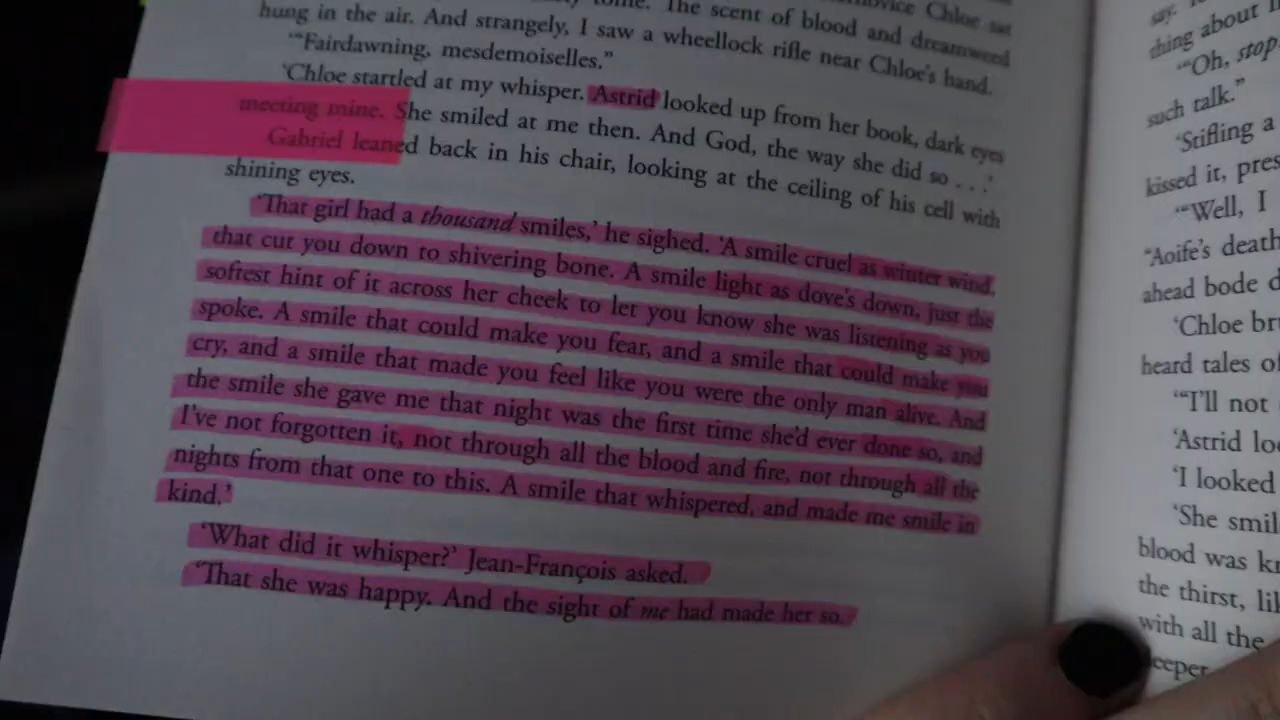 The scent of blood and dreamweed
hung in the air. And strangely, I saw a wheellock rifle near Chloe's hand.
'“Fairdawning, mesdemoiselles.”
'Chloe startled at my whisper. Astrid looked up from her book, dark eyes
meeting mine. She smiled at me then. And God, the way she did so . . .'
Gabriel leaned back in his chair, looking at the ceiling of his cell with
shining eyes.
'That girl had a thousand smiles,' he sighed. 'A smile cruel as winter wind,
that cut you down to shivering bone. A smile light as dove's down, just the
softest hint of it across her cheek to let you know she was listening as you
spoke. A smile that could make you fear, and a smile that could make you
cry, and a smile that made you feel like you were the only man alive. And
the smile she gave me that night was the first time she'd ever done so, and
I've not forgotten it, not through all the blood and fire, not through all the
nights from that one to this. A smile that whispered, and made me smile in
kind.'
'What did it whisper?' Jean-François asked.
'That she was happy. And the sight of me had made her so.
say.
thing about
'“Oh, stop
such talk.”
'Stifling a
kissed it, pres
'“Well, I
“Aoife's death
ahead bode d
'Chloe br
heard tales of
'“I'll not
'Astrid lo
'I looked
'She smil
blood was k
the thirst, li
with all the
eeper